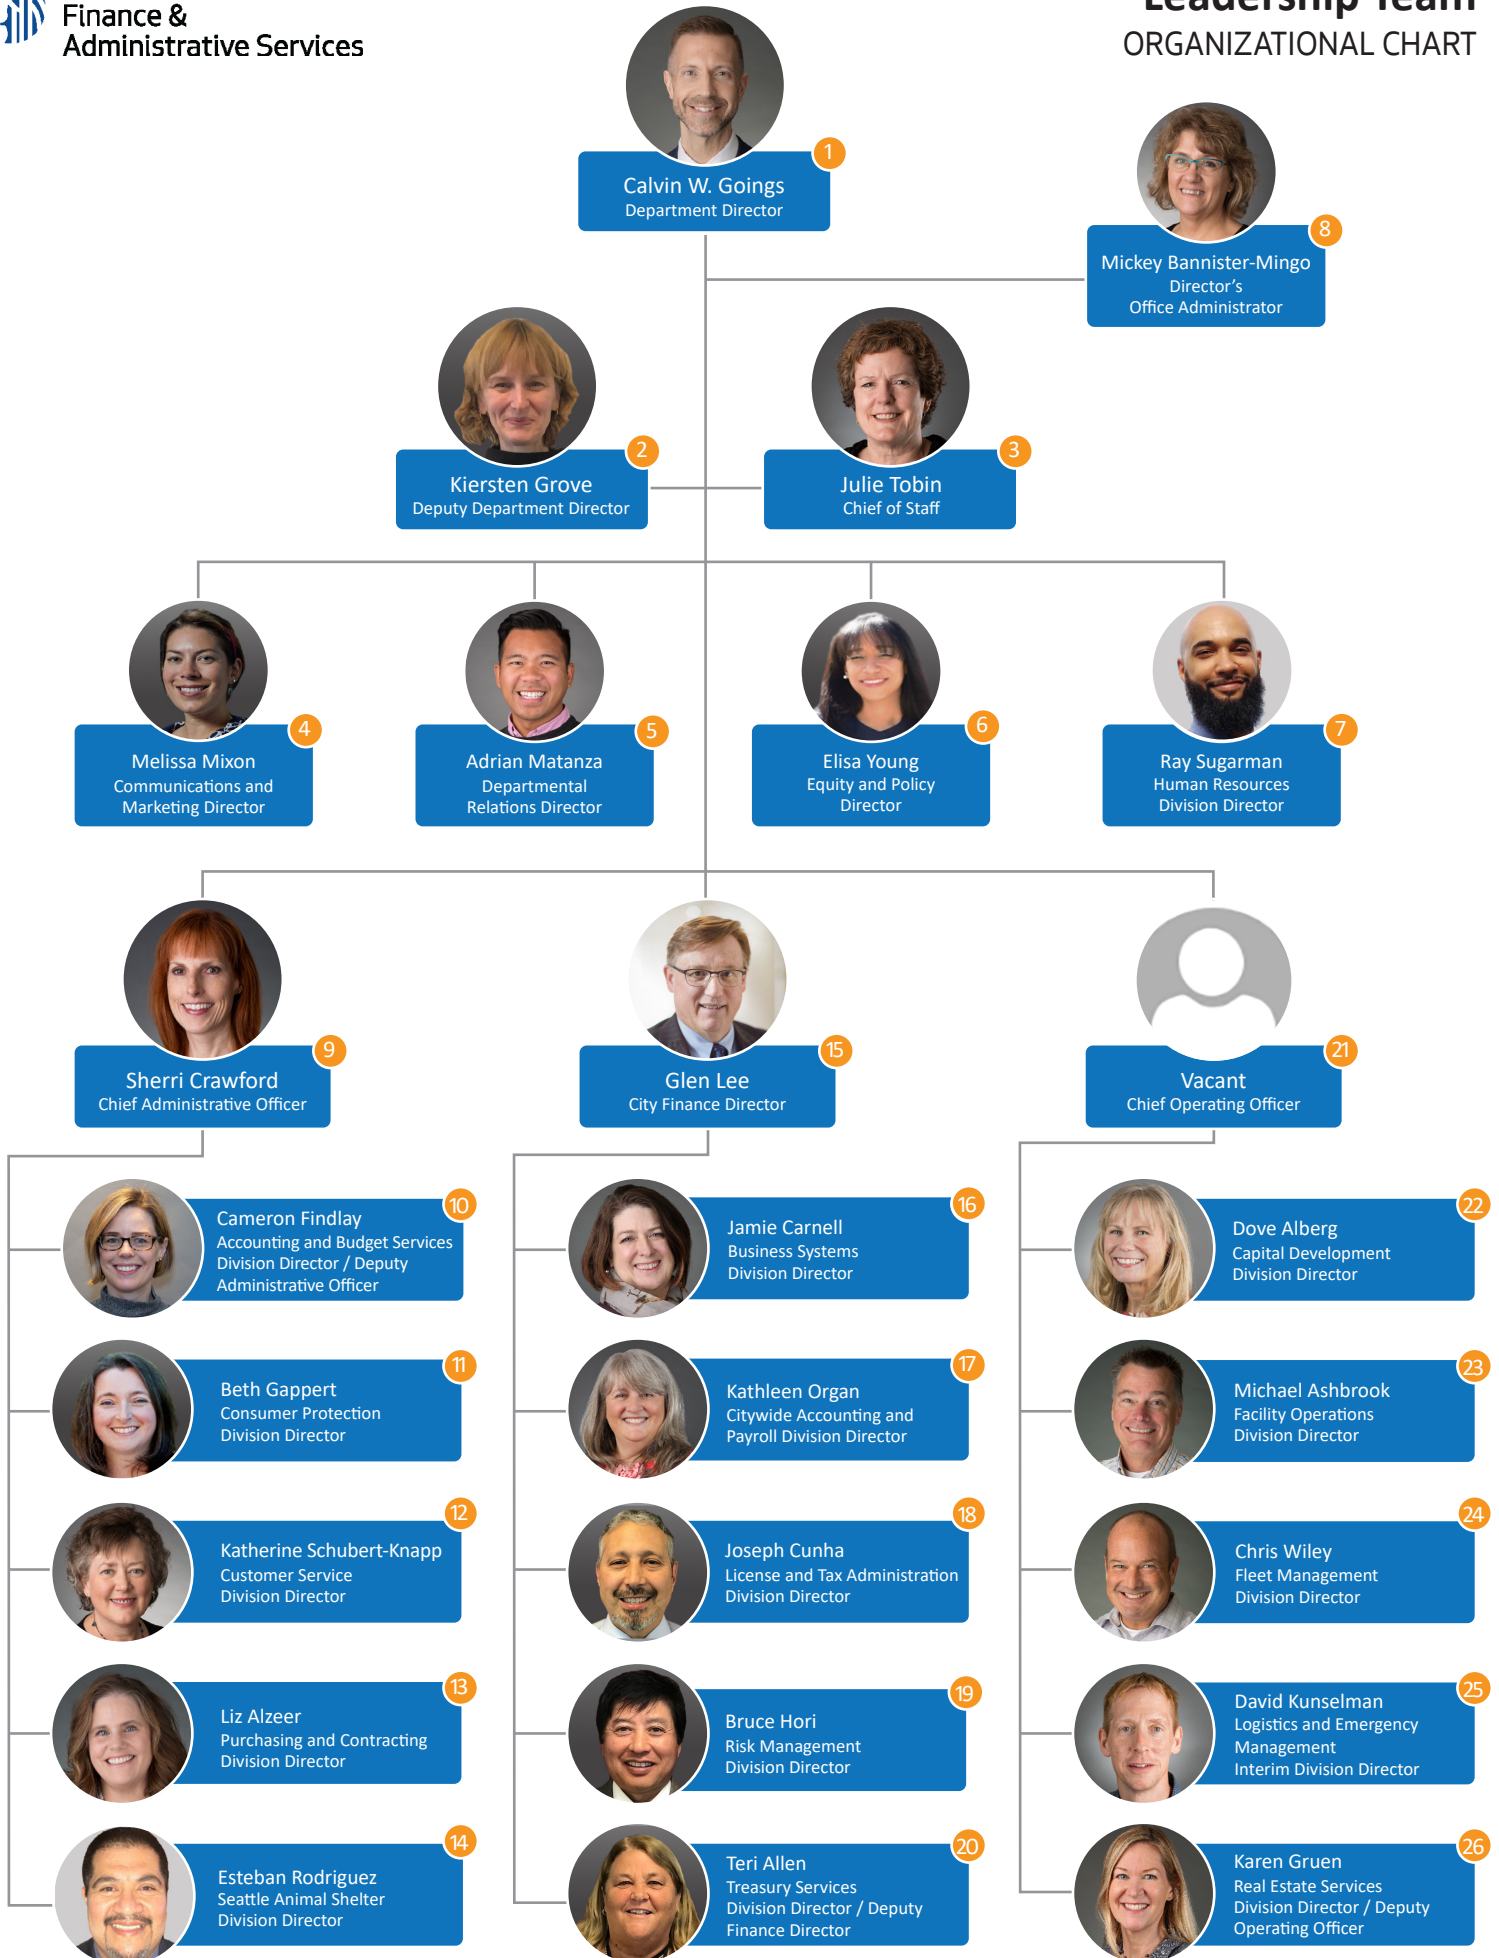 Finance &
Administrative Services
Leadership Team
ORGANIZATIONAL CHART
1
Calvin W. Goings
Department Director
8
Mickey Bannister-Mingo
Director's
Office Administrator
2
Kiersten Grove
Deputy Department Director
3
Julie Tobin
Chief of Staff
4
Melissa Mixon
Communications and
Marketing Director
5
Adrian Matanza
Departmental
Relations Director
6
Elisa Young
Equity and Policy
Director
7
Ray Sugarman
Human Resources
Division Director
9
Sherri Crawford
Chief Administrative Officer
15
Glen Lee
City Finance Director
21
Vacant
Chief Operating Officer
10
Cameron Findlay
Accounting and Budget Services
Division Director / Deputy
Administrative Officer
11
Beth Gappert
Consumer Protection
Division Director
12
Katherine Schubert-Knapp
Customer Service
Division Director
13
Liz Alzeer
Purchasing and Contracting
Division Director
14
Esteban Rodriguez
Seattle Animal Shelter
Division Director
16
Jamie Carnell
Business Systems
Division Director
17
Kathleen Organ
Citywide Accounting and
Payroll Division Director
18
Joseph Cunha
License and Tax Administration
Division Director
19
Bruce Hori
Risk Management
Division Director
20
Teri Allen
Treasury Services
Division Director / Deputy
Finance Director
22
Dove Alberg
Capital Development
Division Director
23
Michael Ashbrook
Facility Operations
Division Director
24
Chris Wiley
Fleet Management
Division Director
25
David Kunselman
Logistics and Emergency
Management
Interim Division Director
26
Karen Gruen
Real Estate Services
Division Director / Deputy
Operating Officer